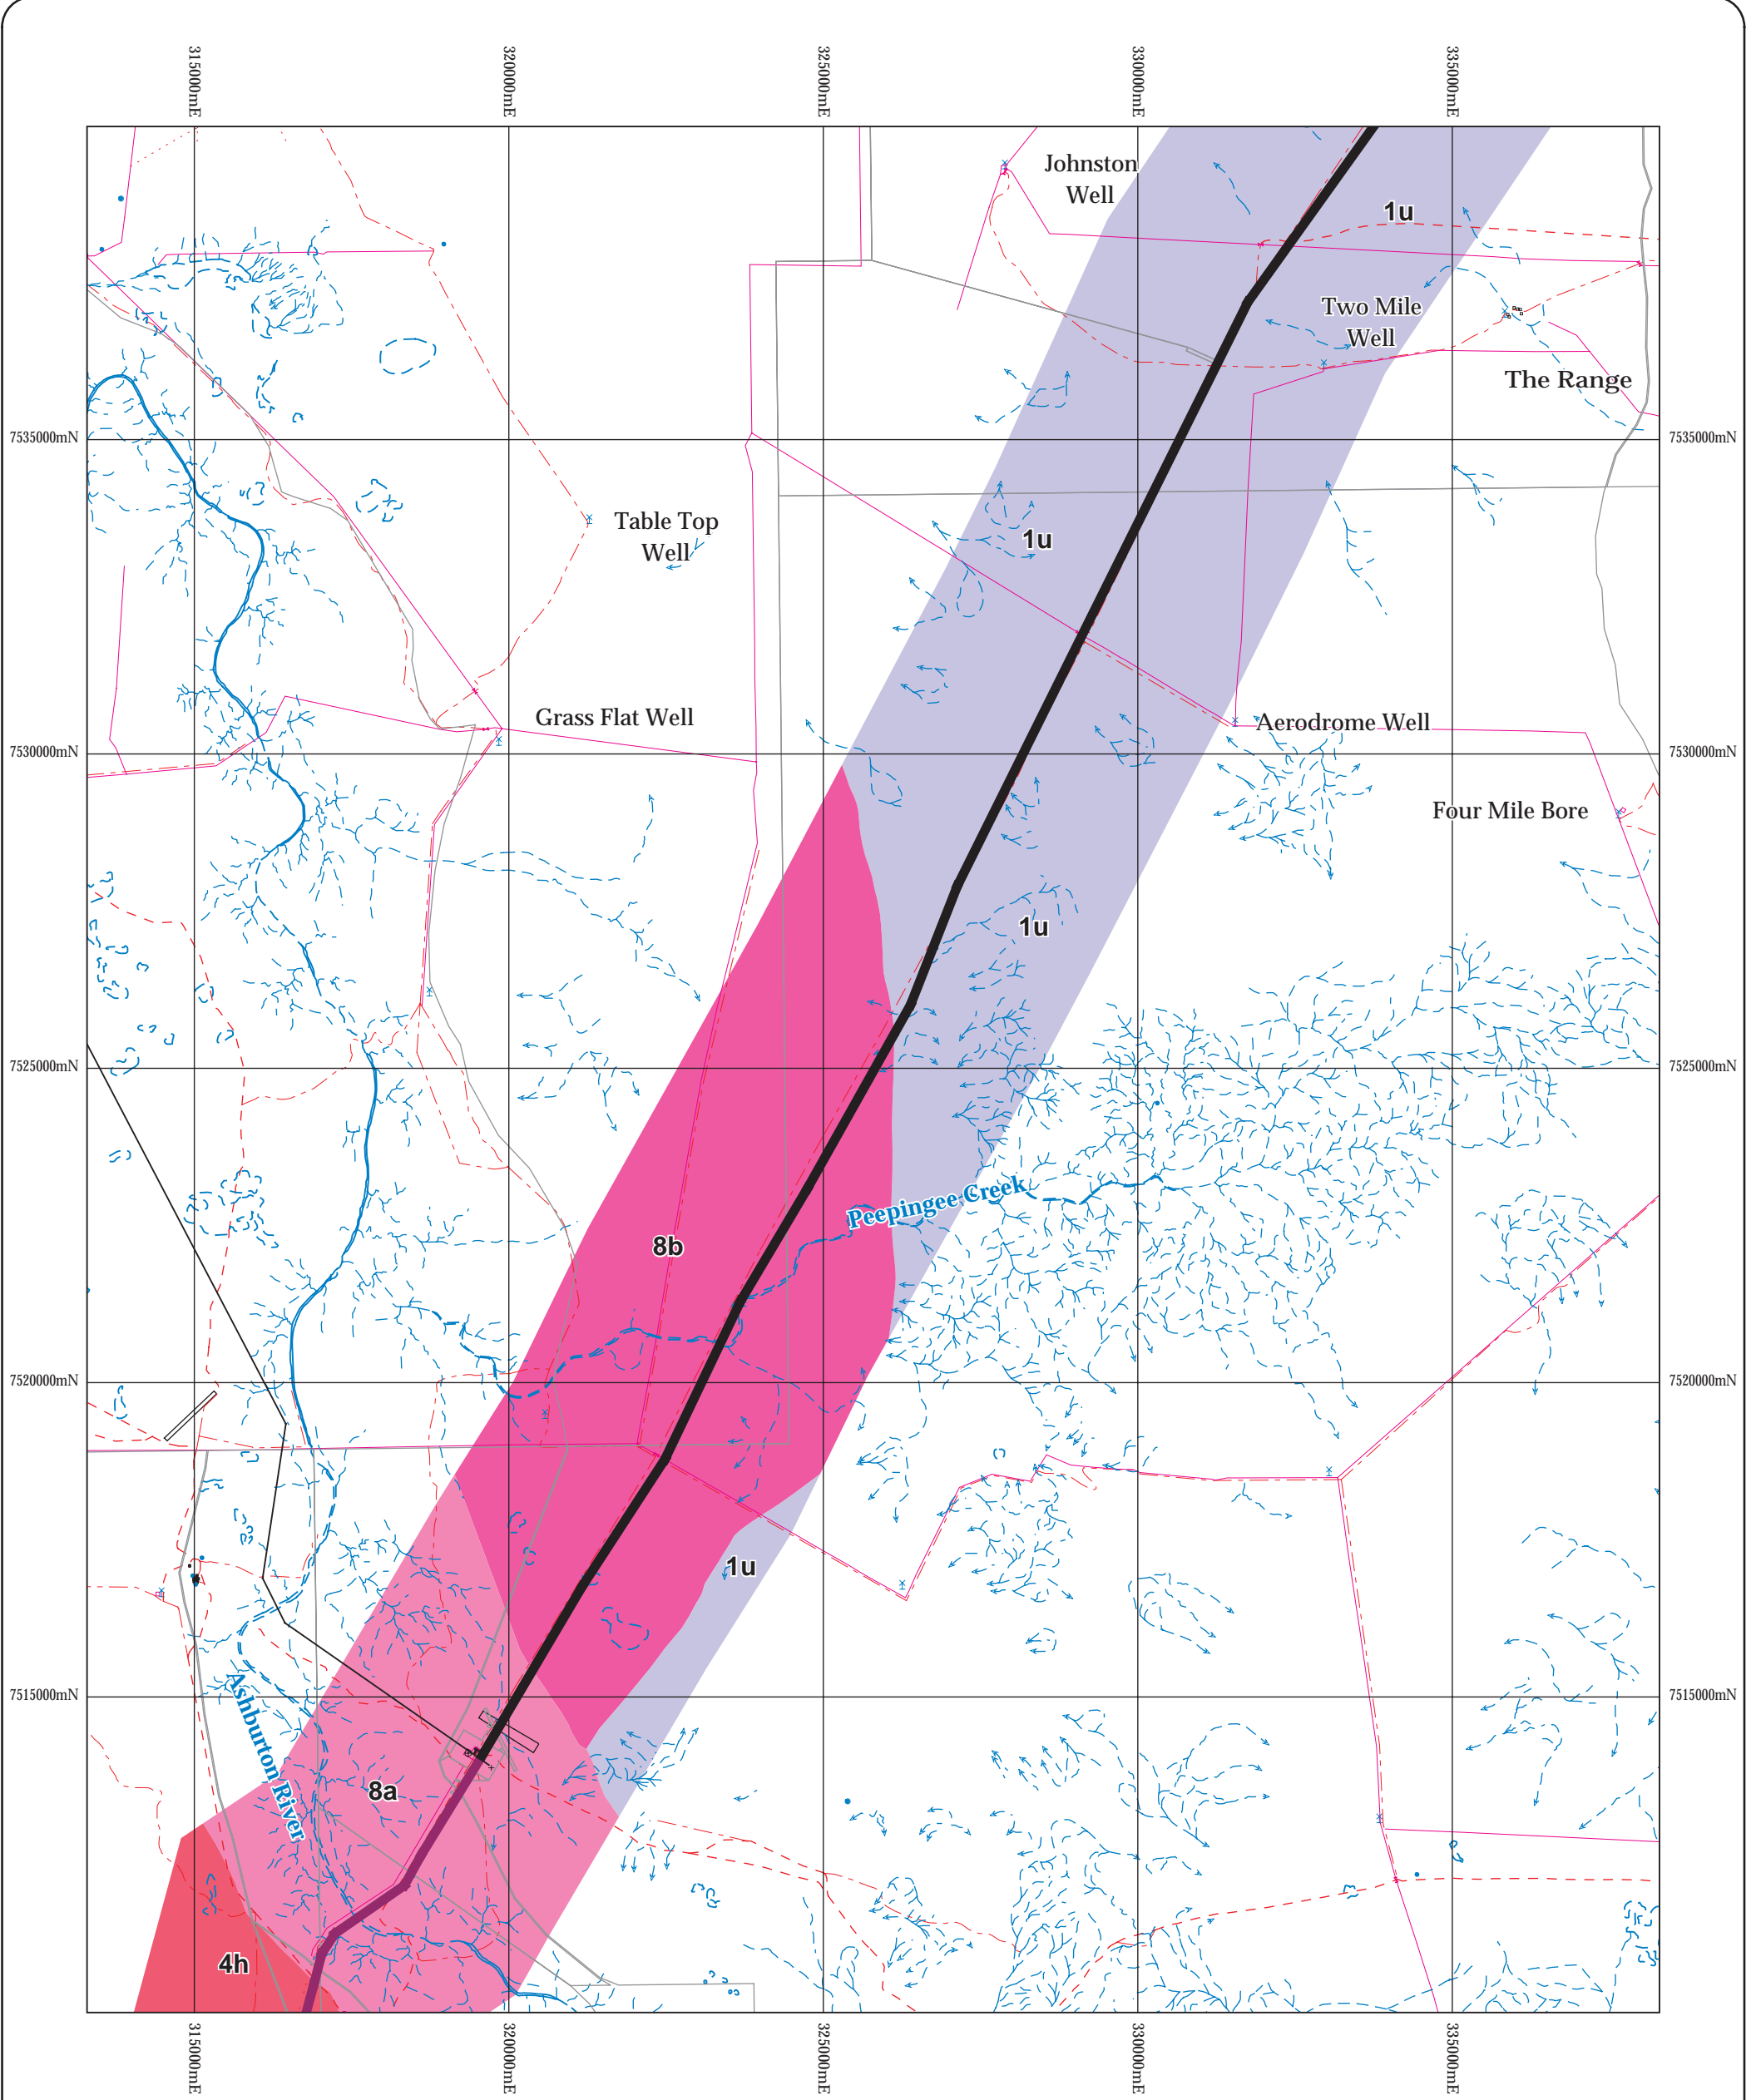 315000mE
320000mE
325000mE
330000mE
335000mE
Johnston
Well
1u
Two Mile
Well
The Range
7535000mN
7535000mN
Table Top
Well
1u
Grass Flat Well
Aerodrome Well
7530000mN
7530000mN
Four Mile Bore
1u
7525000mN
7525000mN
Peepingee Creek
8b
7520000mN
7520000mN
1u
7515000mN
7515000mN
Ashburton River
8a
4h
315000mE
320000mE
325000mE
330000mE
335000mE